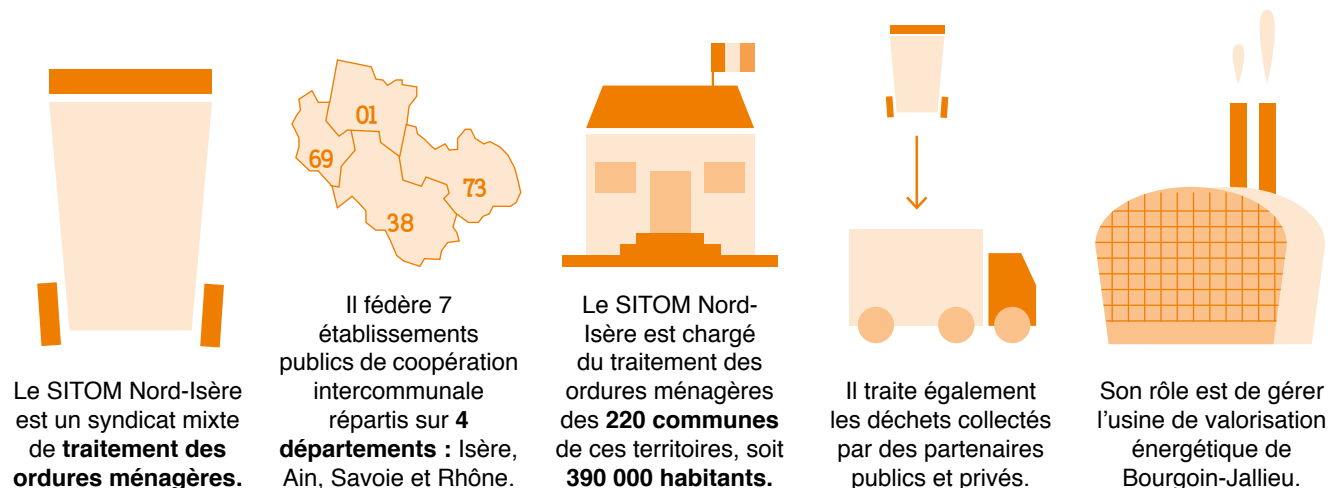 01
69
73
38
Le SITOM Nord-Isère
est un syndicat mixte
de traitement des
ordures ménagères.
Il fédère 7
établissements
publics de coopération
intercommunale
répartis sur 4
départements : Isère,
Ain, Savoie et Rhône.
Le SITOM Nord-
Isère est chargé
du traitement des
ordures ménagères
des 220 communes
de ces territoires, soit
390 000 habitants.
Il traite également
les déchets collectés
par des partenaires
publics et privés.
Son rôle est de gérer
l’usine de valorisation
énergétique de
Bourgoin-Jallieu.